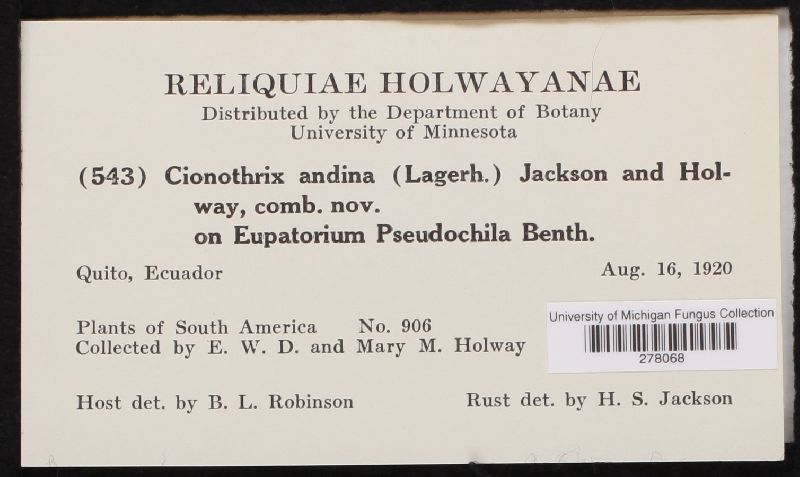 RELIQUIAE HOLWAYANAE
Distributed by the Department of Botany
University of Minnesota
(543) Cionothrix andina (Lagerh.) Jackson and Hol-
way, comb. nov.
on Eupatorium Pseudochila Benth.
Quito, Ecuador Aug. 16, 1920
Plants of South America No. 906
Collected by E. W. D. and Mary M. Holway
University of Michigan Fungus Collection
278068
Host det. by B. L. Robinson Rust det. by H. S. Jackson